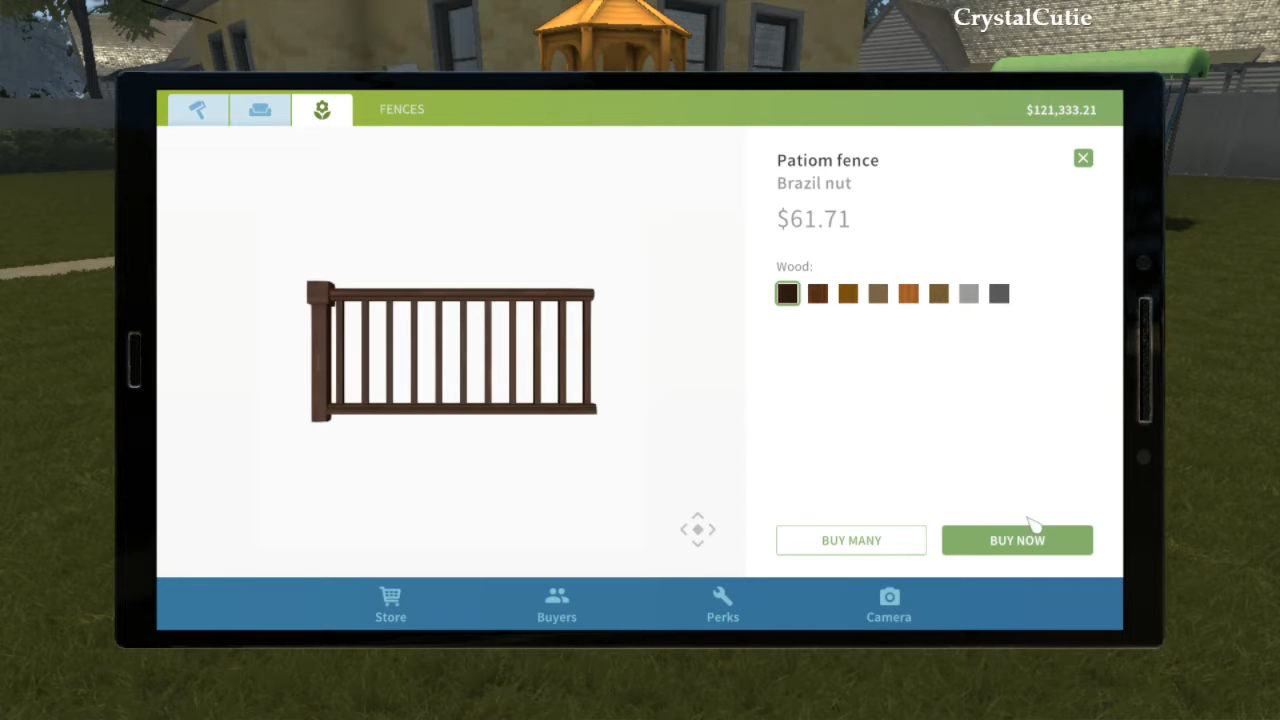 CrystalCutie
FENCES
$121,333.21
Patiom fence
Brazil nut
$61.71
Wood:
BUY MANY
BUY NOW
Store
Buyers
Perks
Camera